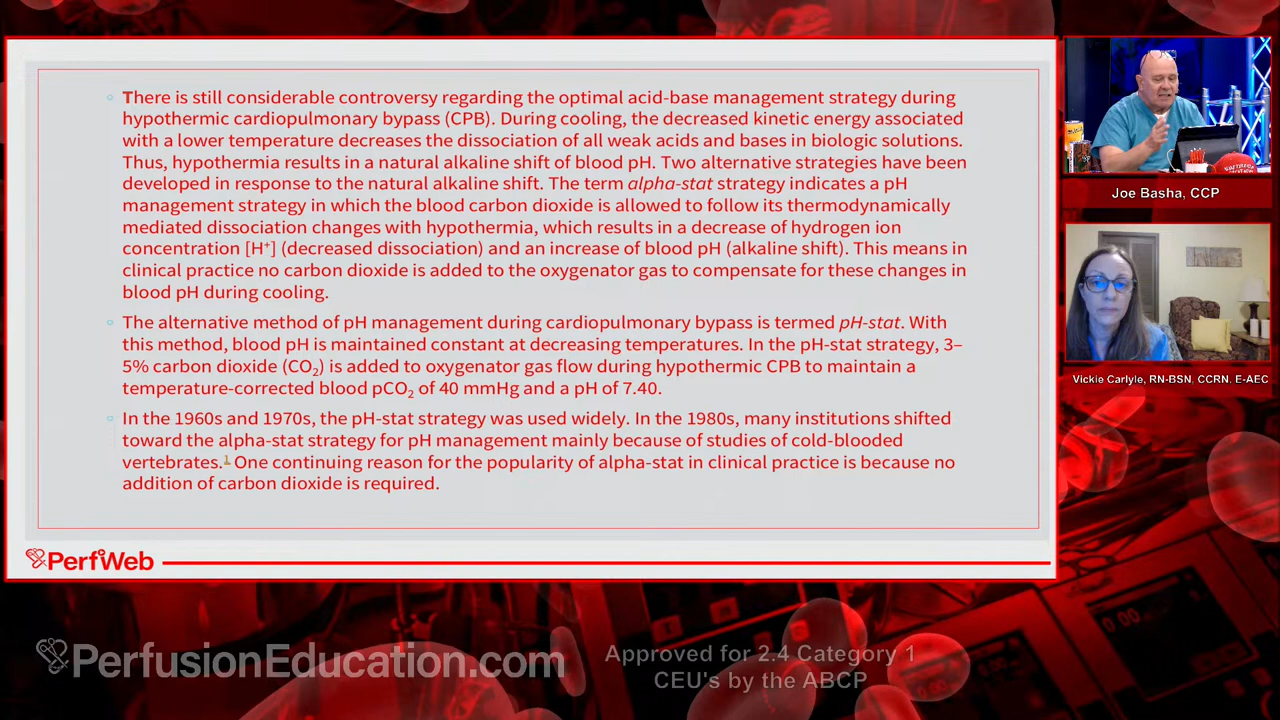 There is still considerable controversy regarding the optimal acid-base management strategy during
hypothermic cardiopulmonary bypass (CPB). During cooling, the decreased kinetic energy associated
with a lower temperature decreases the dissociation of all weak acids and bases in biologic solutions.
Thus, hypothermia results in a natural alkaline shift of blood pH. Two alternative strategies have been
developed in response to the natural alkaline shift. The term alpha-stat strategy indicates a pH
management strategy in which the blood carbon dioxide is allowed to follow its thermodynamically
mediated dissociation changes with hypothermia, which results in a decrease of hydrogen ion
concentration [H⁺] (decreased dissociation) and an increase of blood pH (alkaline shift). This means in
clinical practice no carbon dioxide is added to the oxygenator gas to compensate for these changes in
blood pH during cooling.
The alternative method of pH management during cardiopulmonary bypass is termed pH-stat. With
this method, blood pH is maintained constant at decreasing temperatures. In the pH-stat strategy, 3–
5% carbon dioxide (CO₂) is added to oxygenator gas flow during hypothermic CPB to maintain a
temperature-corrected blood pCO₂ of 40 mmHg and a pH of 7.40.
In the 1960s and 1970s, the pH-stat strategy was used widely. In the 1980s, many institutions shifted
toward the alpha-stat strategy for pH management mainly because of studies of cold-blooded
vertebrates.¹ One continuing reason for the popularity of alpha-stat in clinical practice is because no
addition of carbon dioxide is required.
PerfWeb
Joe Basha, CCP
Vickie Carlyle, RN-BSN, CCRN, E-AEC
PerfusionEducation.com
Approved for 2.4 Category 1
CEU's by the ABCP